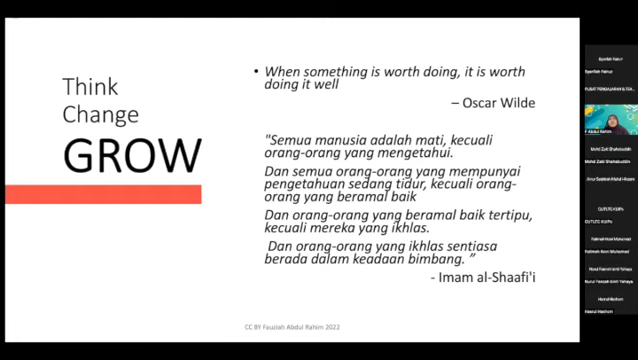 Think
Change
GROW
• When something is worth doing, it is worth
doing it well
– Oscar Wilde
"Semua manusia adalah mati, kecuali
orang-orang yang mengetahui.
Dan semua orang-orang yang mempunyai
pengetahuan sedang tidur, kecuali orang-
orang yang beramal baik
Dan orang-orang yang beramal baik tertipu,
kecuali mereka yang ikhlas.
Dan orang-orang yang ikhlas sentiasa
berada dalam keadaan bimbang. ”
- Imam al-Shaafi'i
CC BY Fauziah Abdul Rahim 2022
Mohd Zaki Shahabuddin